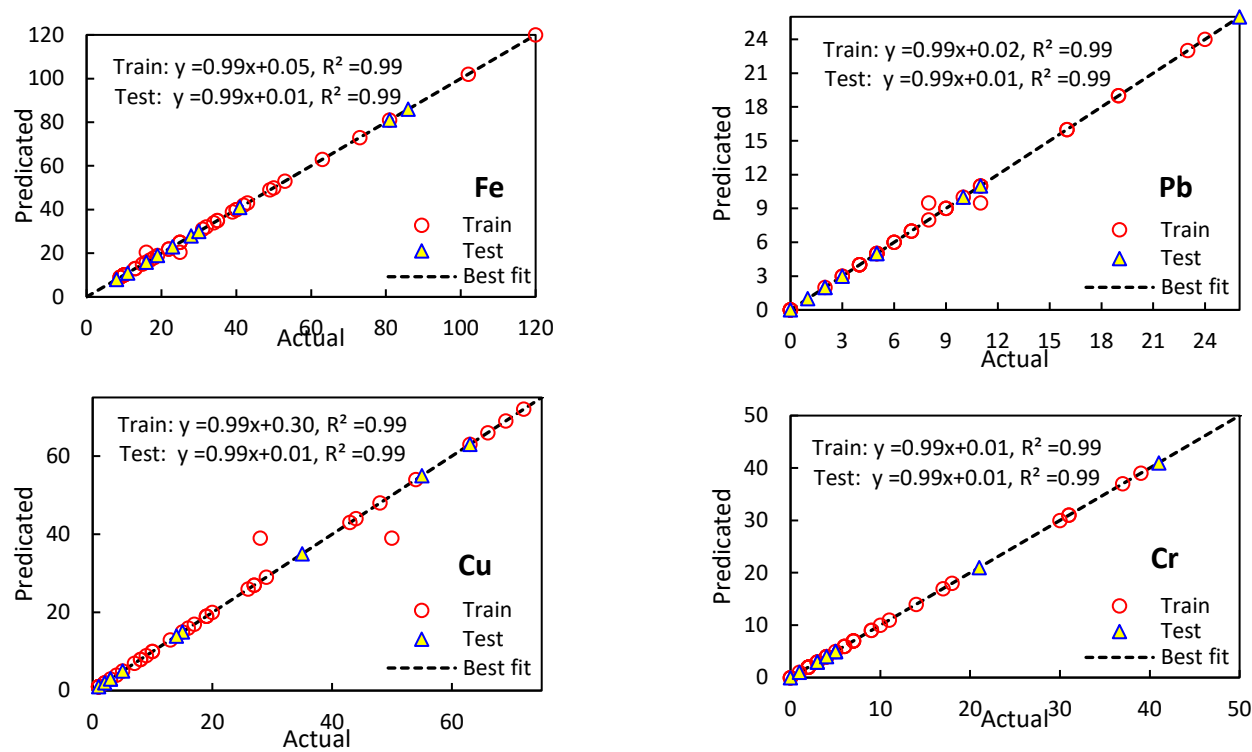 Train: y =0.99x+0.05, R² =0.99
Test: y =0.99x+0.01, R² =0.99
Predicated
120
100
80
60
40
20
0
Fe
Train
Test
Best fit
0 20 40 60 80 100 120
Actual
Train: y =0.99x+0.02, R² =0.99
Test: y =0.99x+0.01, R² =0.99
Predicated
24
21
18
15
12
9
6
3
0
Pb
Train
Test
Best fit
0 3 6 9 12 15 18 21 24
Actual
Train: y =0.99x+0.30, R² =0.99
Test: y =0.99x+0.01, R² =0.99
Predicated
60
40
20
0
Cu
Train
Test
Best fit
0 20 40 60
Actual
Train: y =0.99x+0.01, R² =0.99
Test: y =0.99x+0.01, R² =0.99
Predicated
50
40
30
20
10
0
Cr
Train
Test
Best fit
0 10 20 30 40 50
Actual